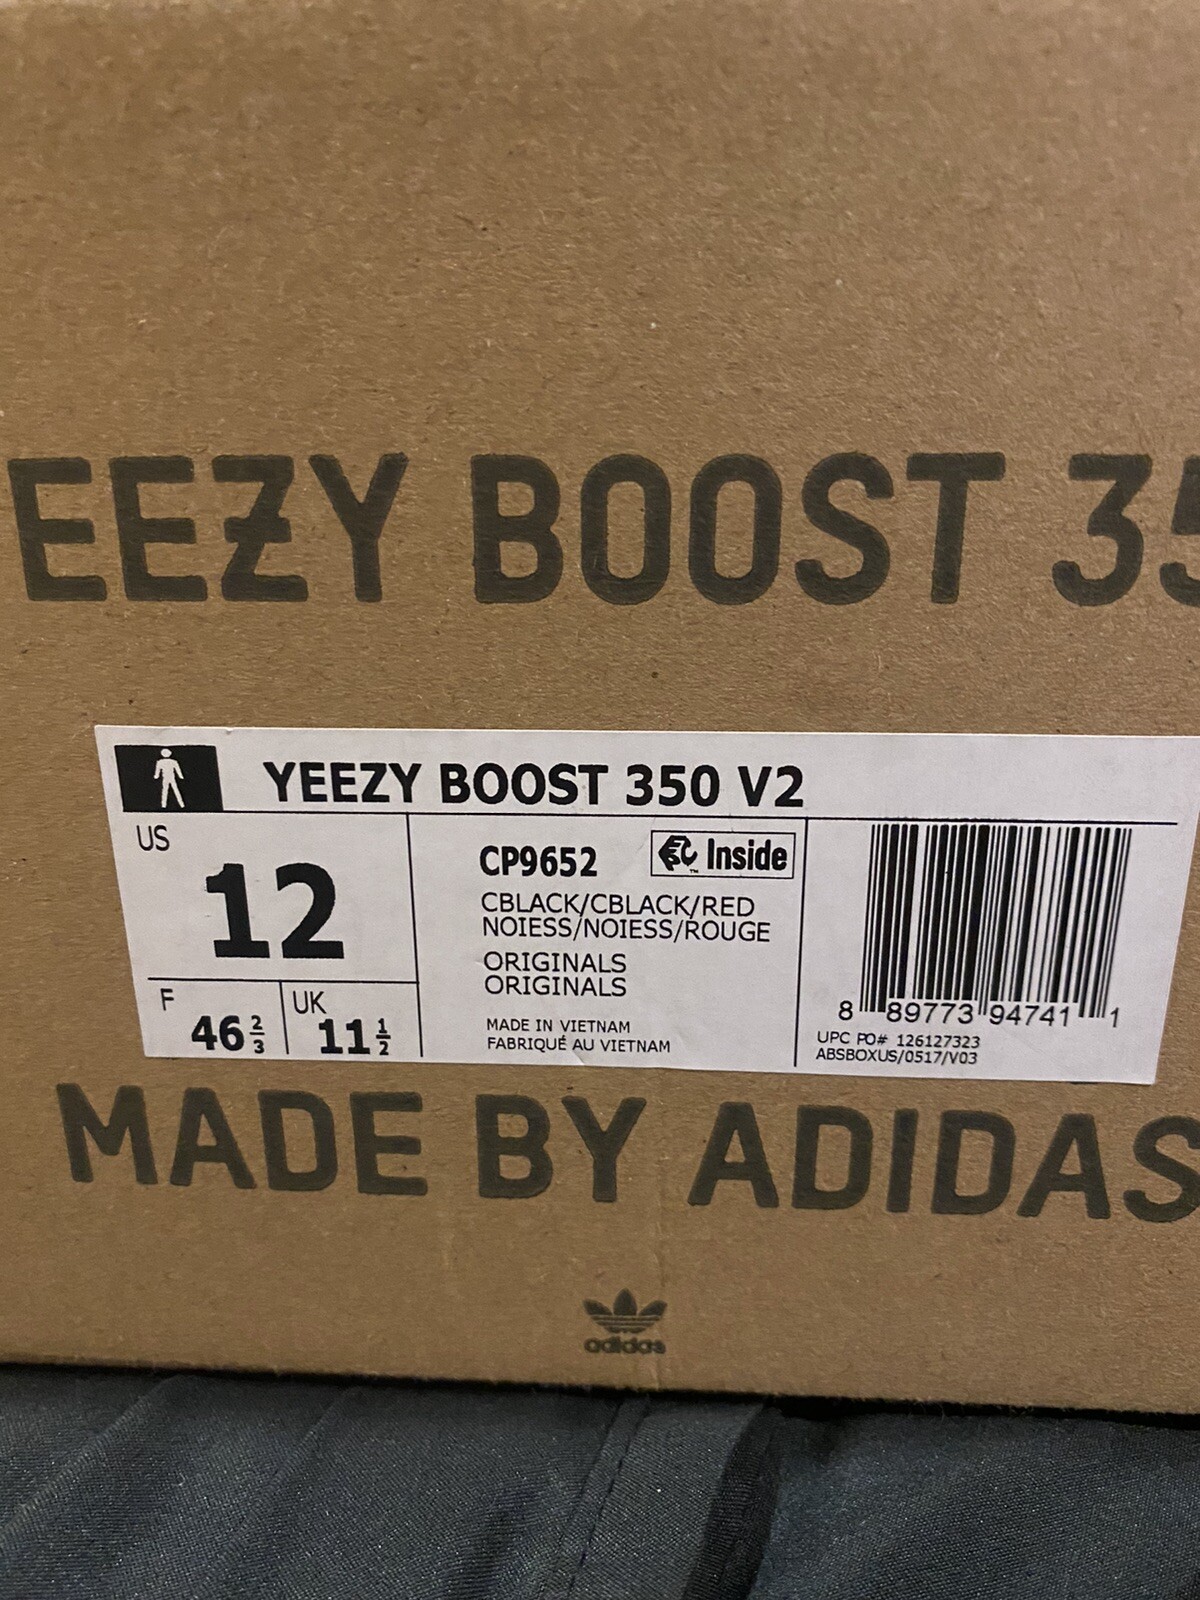 EEZY BOOST 35
YEEZY BOOST 350 V2
US
12
F
46 2/3
UK
11 1/2
CP9652
Inside
CBLACK/CBLACK/RED
NOIESS/NOIESS/ROUGE
ORIGINALS
ORIGINALS
MADE IN VIETNAM
FABRIQUÉ AU VIETNAM
8 89773 94741 1
UPC PO# 126127323
ABSBOXUS/0517/V03
MADE BY ADIDAS
adidas